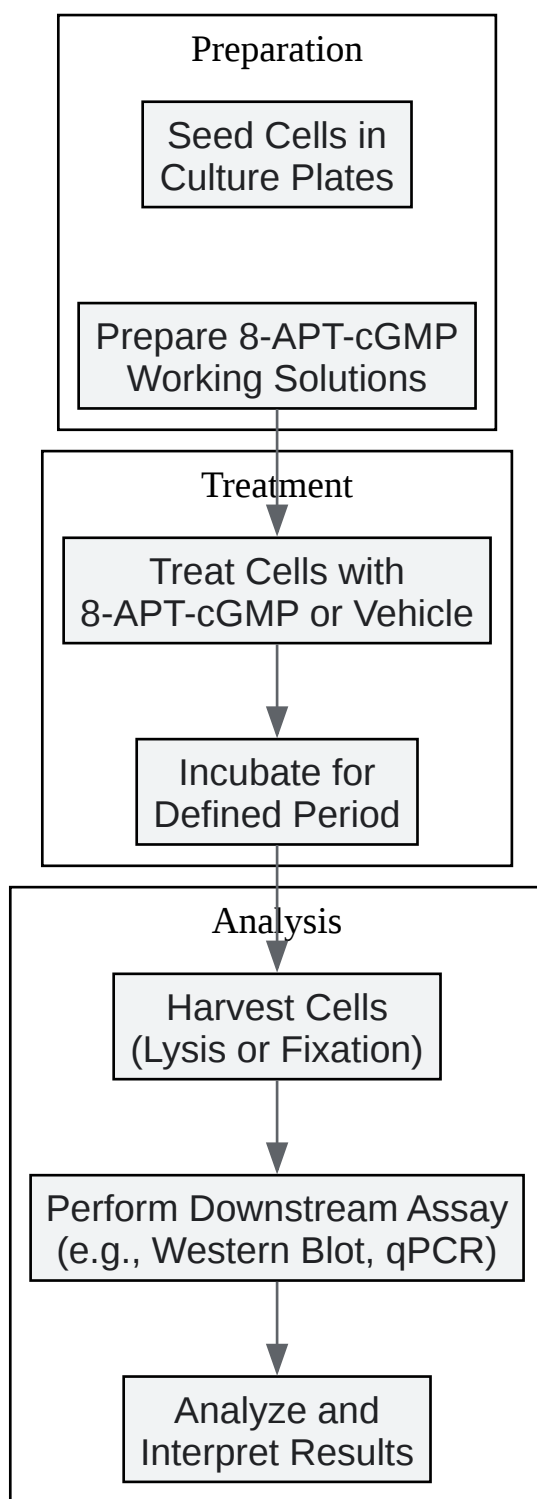 Preparation
Seed Cells in
Culture Plates
Prepare 8-APT-cGMP
Working Solutions
Treatment
Treat Cells with
8-APT-cGMP or Vehicle
Incubate for
Defined Period
Analysis
Harvest Cells
(Lysis or Fixation)
Perform Downstream Assay
(e.g., Western Blot, qPCR)
Analyze and
Interpret Results